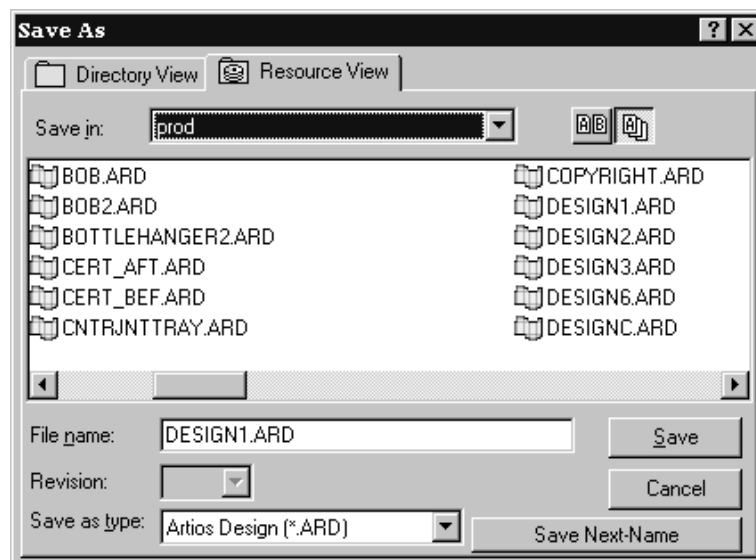 Save As
Directory View Resource View
Save in: prod
BOB.ARD
BOB2.ARD
BOTTLEHANGER2.ARD
CERT_AFT.ARD
CERT_BEF.ARD
CNTRJNTTRAY.ARD
COPYRIGHT.ARD
DESIGN1.ARD
DESIGN2.ARD
DESIGN3.ARD
DESIGN6.ARD
DESIGNC.ARD
File name: DESIGN1.ARD Save
Revision: Cancel
Save as type: Artios Design (*.ARD) Save Next-Name